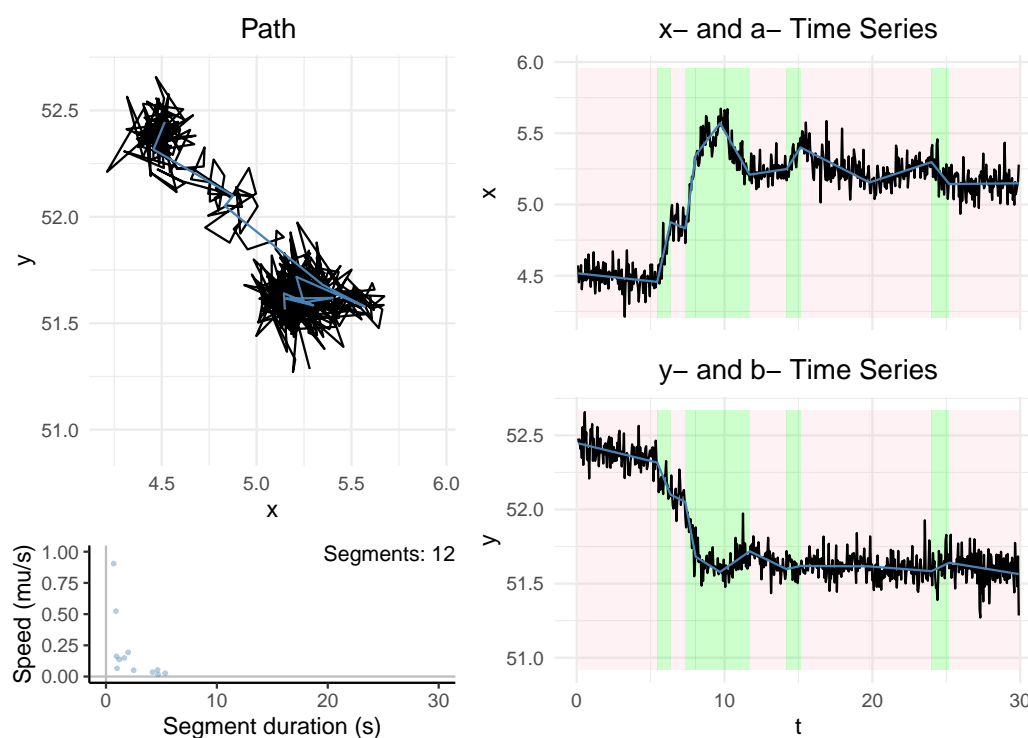 Path
52.5
52.0
51.5
51.0
y
4.5 5.0 5.5 6.0
x
Segments: 12
1.00
0.75
0.50
0.25
0.00
Speed (mu/s)
0 10 20 30
Segment duration (s)
x– and a– Time Series
6.0
5.5
5.0
4.5
x
y– and b– Time Series
52.5
52.0
51.5
51.0
y
0 10 20 30
t